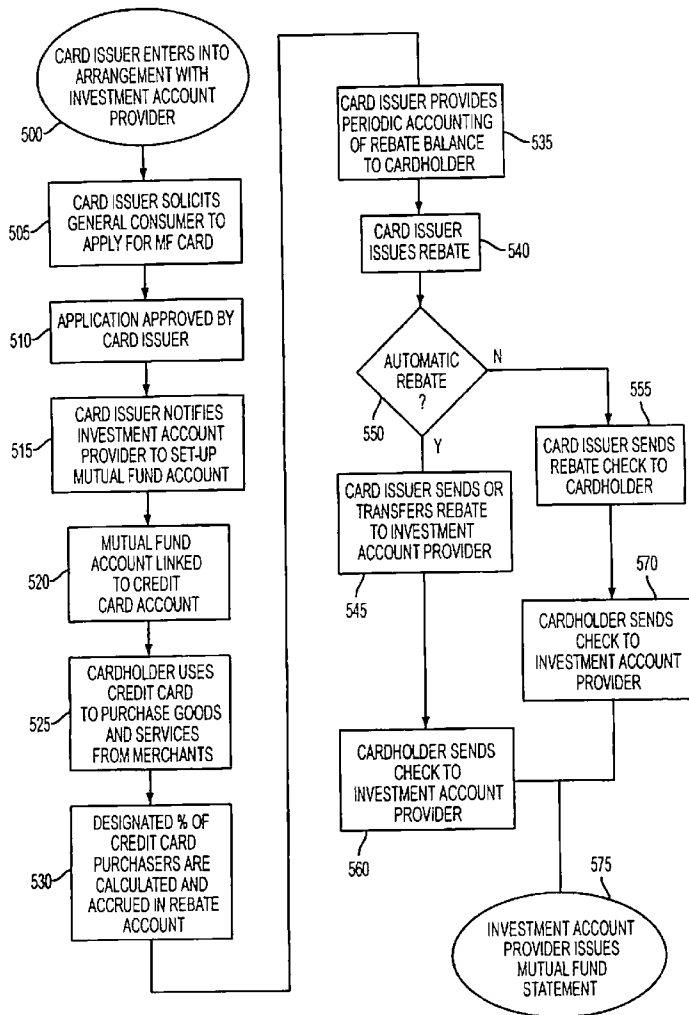 CARD ISSUER ENTERS INTO
ARRANGEMENT WITH
INVESTMENT ACCOUNT
PROVIDER
500
CARD ISSUER SOLICITS
GENERAL CONSUMER TO
APPLY FOR MF CARD
505
APPLICATION APPROVED BY
CARD ISSUER
510
CARD ISSUER NOTIFIES
INVESTMENT ACCOUNT
PROVIDER TO SET-UP
MUTUAL FUND ACCOUNT
515
MUTUAL FUND
ACCOUNT LINKED
TO CREDIT
CARD ACCOUNT
520
CARDHOLDER USES
CREDIT CARD
TO PURCHASE GOODS
AND SERVICES
FROM MERCHANTS
525
DESIGNATED % OF
CREDIT CARD
PURCHASERS ARE
CALCULATED AND
ACCRUED IN REBATE
ACCOUNT
530
CARD ISSUER PROVIDES
PERIODIC ACCOUNTING
OF REBATE BALANCE
TO CARDHOLDER
535
CARD ISSUER
ISSUES REBATE
540
AUTOMATIC
REBATE
?
550
N
Y
555
CARD ISSUER SENDS
REBATE CHECK TO
CARDHOLDER
CARD ISSUER SENDS OR
TRANSFERS REBATE
TO INVESTMENT
ACCOUNT PROVIDER
545
570
CARDHOLDER SENDS
CHECK TO
INVESTMENT ACCOUNT
PROVIDER
CARDHOLDER SENDS
CHECK TO
INVESTMENT ACCOUNT
PROVIDER
560
575
INVESTMENT ACCOUNT
PROVIDER ISSUES
MUTUAL FUND
STATEMENT